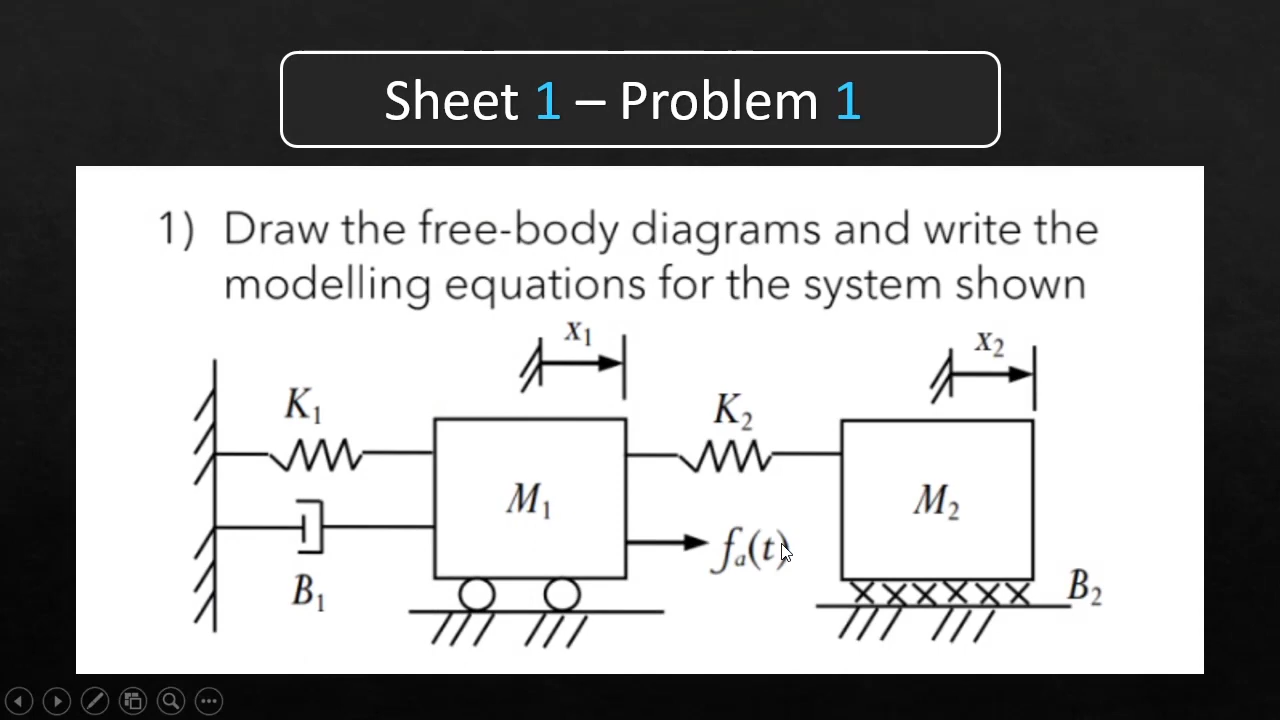 Sheet 1 – Problem 1
1) Draw the free-body diagrams and write the
modelling equations for the system shown
x₁
x₂
K₁
K₂
M₁
M₂
fₐ(t)
B₁
B₂